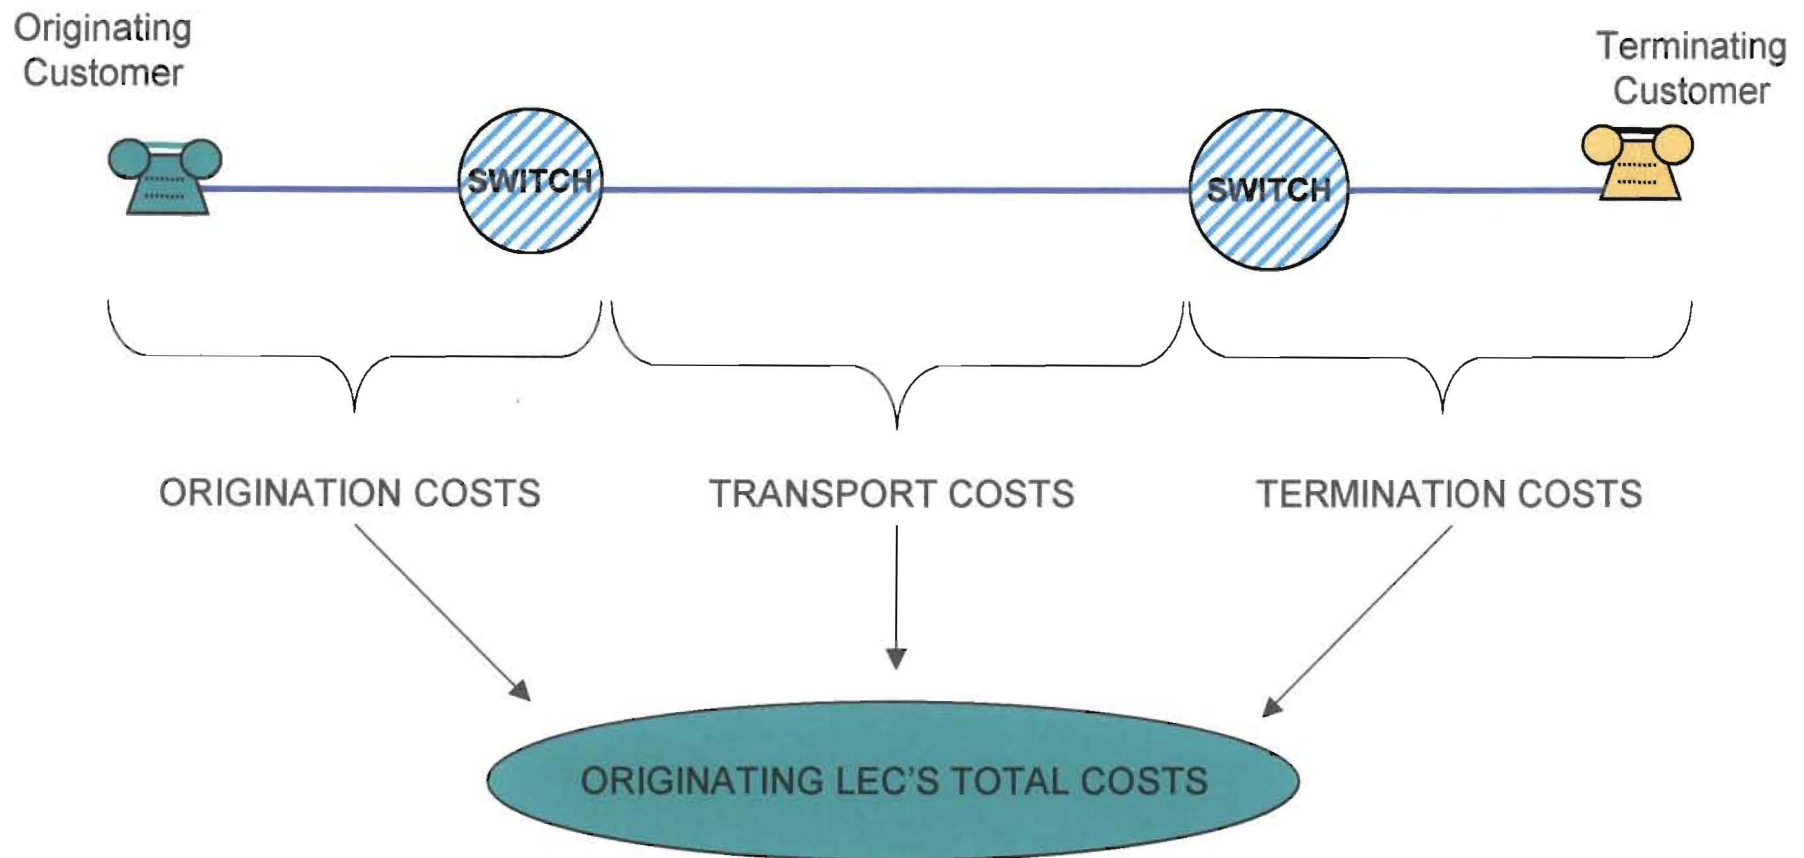 Originating
Customer
Terminating
Customer
SWITCH
SWITCH
ORIGINATION COSTS
TRANSPORT COSTS
TERMINATION COSTS
ORIGINATING LEC'S TOTAL COSTS